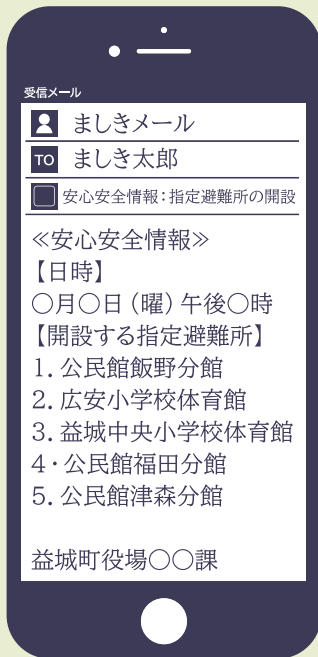 受信メール
ましきメール
TO ましき太郎
安心安全情報：指定避難所の開設
≪安心安全情報≫
【日時】
〇月〇日（曜）午後〇時
【開設する指定避難所】
1．公民館飯野分館
2．広安小学校体育館
3．益城中央小学校体育館
4・公民館福田分館
5．公民館津森分館
益城町役場〇〇課